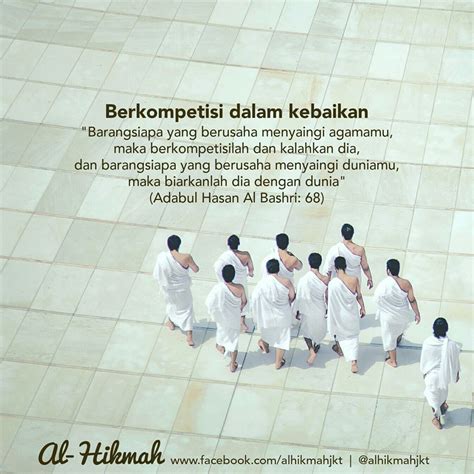 Berkompetisi dalam kebaikan
"Barangsiapa yang berusaha menyaingi agamamu,
maka berkompetisilah dan kalahkan dia,
dan barangsiapa yang berusaha menyaingi duniamu,
maka biarkanlah dia dengan dunia"
(Adabul Hasan Al Bashri: 68)
Al-Hikmah www.facebook.com/alhikmahjkt | @alhikmahjkt